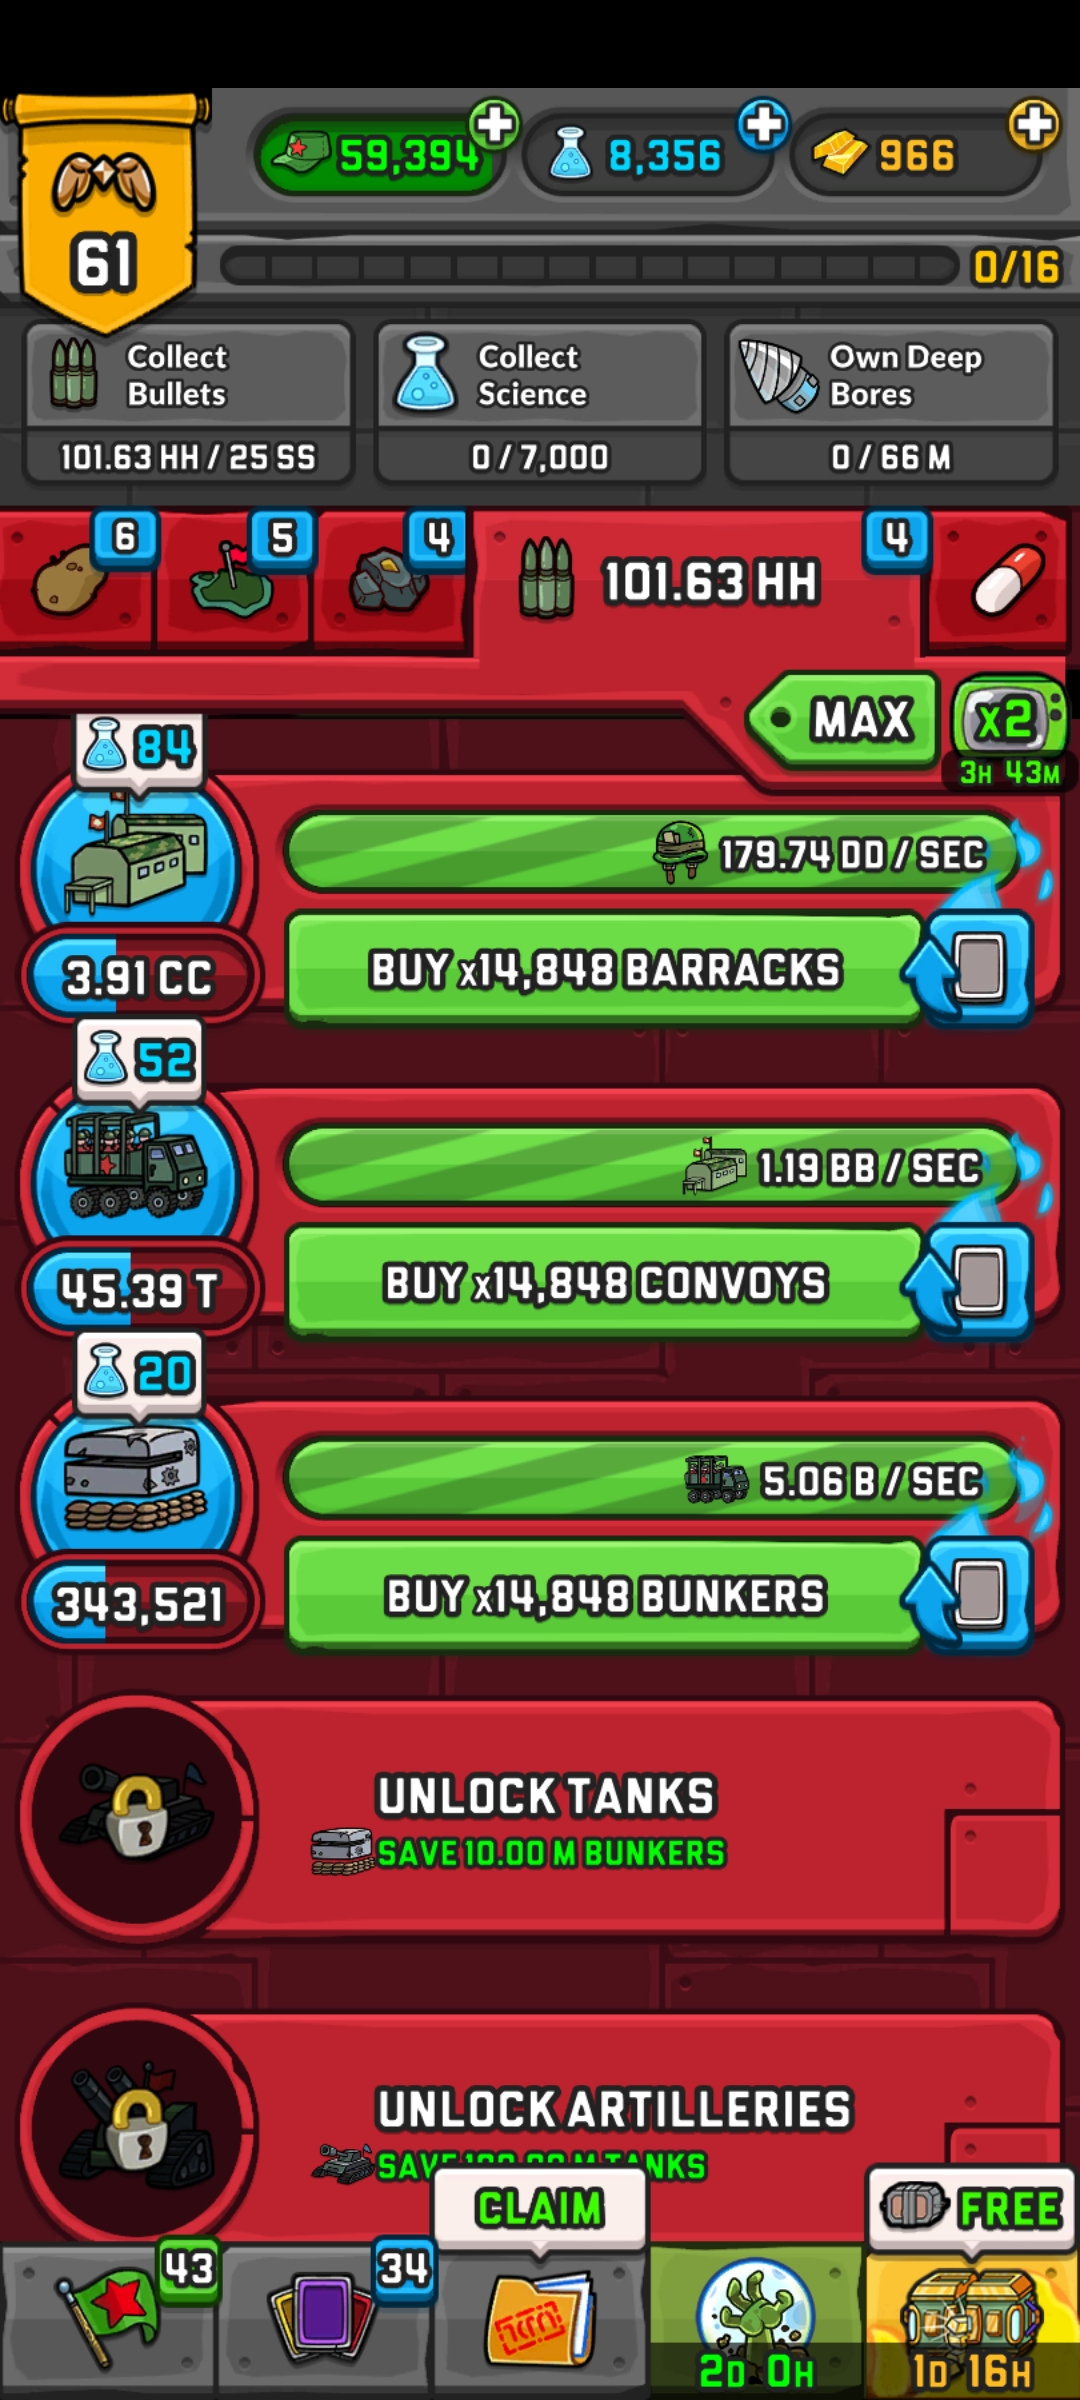 61
59,394
8,356
966
0/16
Collect
Bullets
101.63 HH / 25 SS
Collect
Science
0 / 7,000
Own Deep
Bores
0 / 66 M
6
5
4
101.63 HH
4
MAX
x2
3H 43M
84
179.74 DD / SEC
3.91 CC
BUY x14,848 BARRACKS
52
1.19 BB / SEC
45.39 T
BUY x14,848 CONVOYS
20
5.06 B / SEC
343,521
BUY x14,848 BUNKERS
UNLOCK TANKS
SAVE 10.00 M BUNKERS
UNLOCK ARTILLERIES
TANKS
CLAIM
FREE
43
34
2D 0H
1D 16H